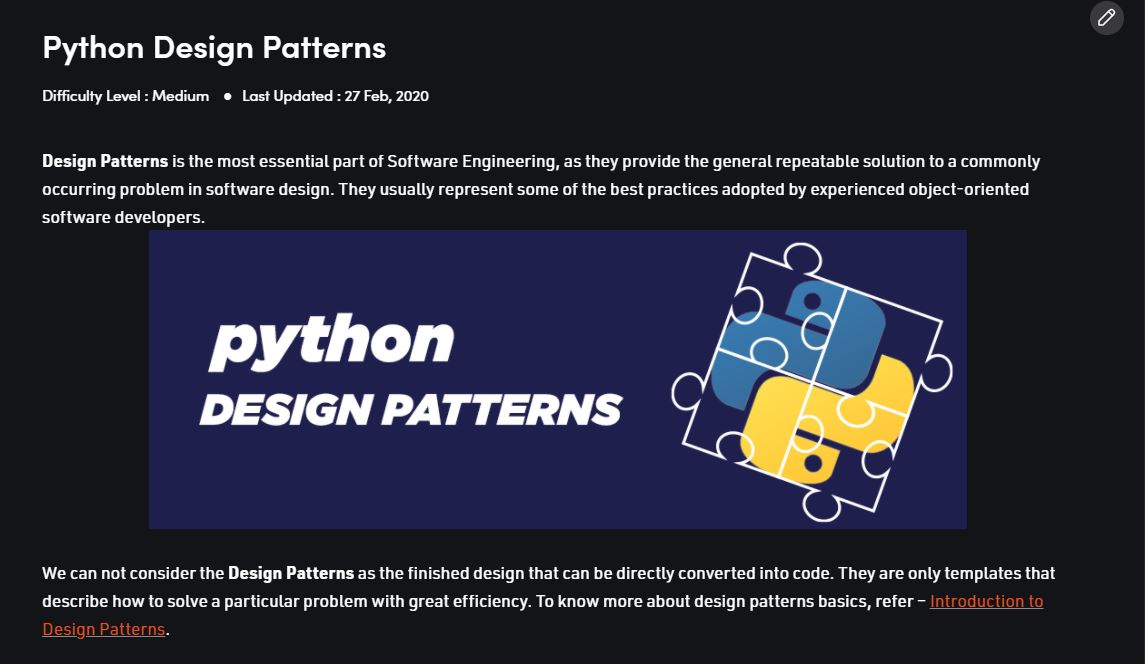 Python Design Patterns
Difficulty Level : Medium ● Last Updated : 27 Feb, 2020
Design Patterns is the most essential part of Software Engineering, as they provide the general repeatable solution to a commonly
occurring problem in software design. They usually represent some of the best practices adopted by experienced object-oriented
software developers.
python
DESIGN PATTERNS
We can not consider the Design Patterns as the finished design that can be directly converted into code. They are only templates that
describe how to solve a particular problem with great efficiency. To know more about design patterns basics, refer – Introduction to
Design Patterns.